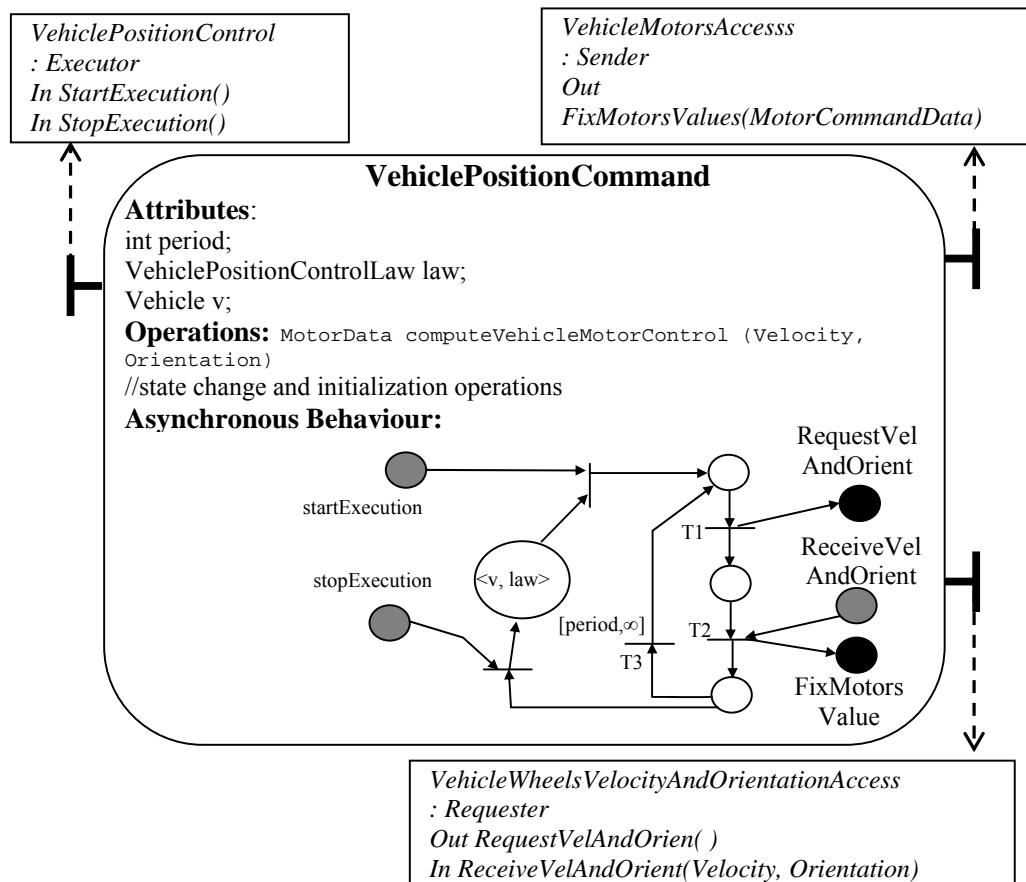 VehiclePositionControl
: Executor
In StartExecution()
In StopExecution()
VehicleMotorsAccesss
: Sender
Out
FixMotorsValues(MotorCommandData)
VehiclePositionCommand
Attributes:
int period;
VehiclePositionControlLaw law;
Vehicle v;
Operations: MotorData computeVehicleMotorControl (Velocity,
Orientation)
//state change and initialization operations
Asynchronous Behaviour:
startExecution
stopExecution
<v, law>
[period,∞]
T1
T2
T3
RequestVel
AndOrient
ReceiveVel
AndOrient
FixMotors
Value
VehicleWheelsVelocityAndOrientationAccess
: Requester
Out RequestVelAndOrien( )
In ReceiveVelAndOrient(Velocity, Orientation)